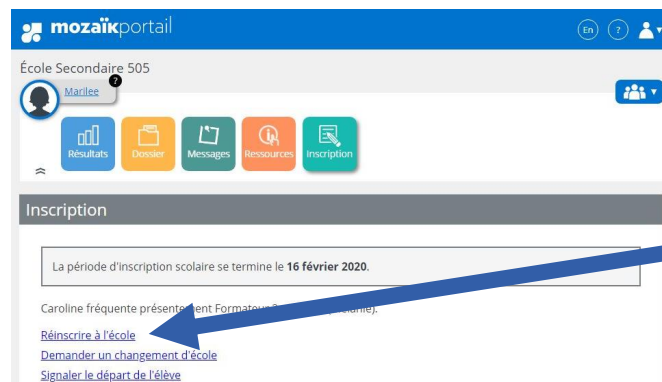 mozaïkportail
En ?
École Secondaire 505
?
Marilee
Résultats Dossier Messages Ressources Inscription
Inscription
La période d'inscription scolaire se termine le 16 février 2020.
Caroline fréquente présentement
Réinscrire à l'école
Demander un changement d'école
Signaler le départ de l'élève